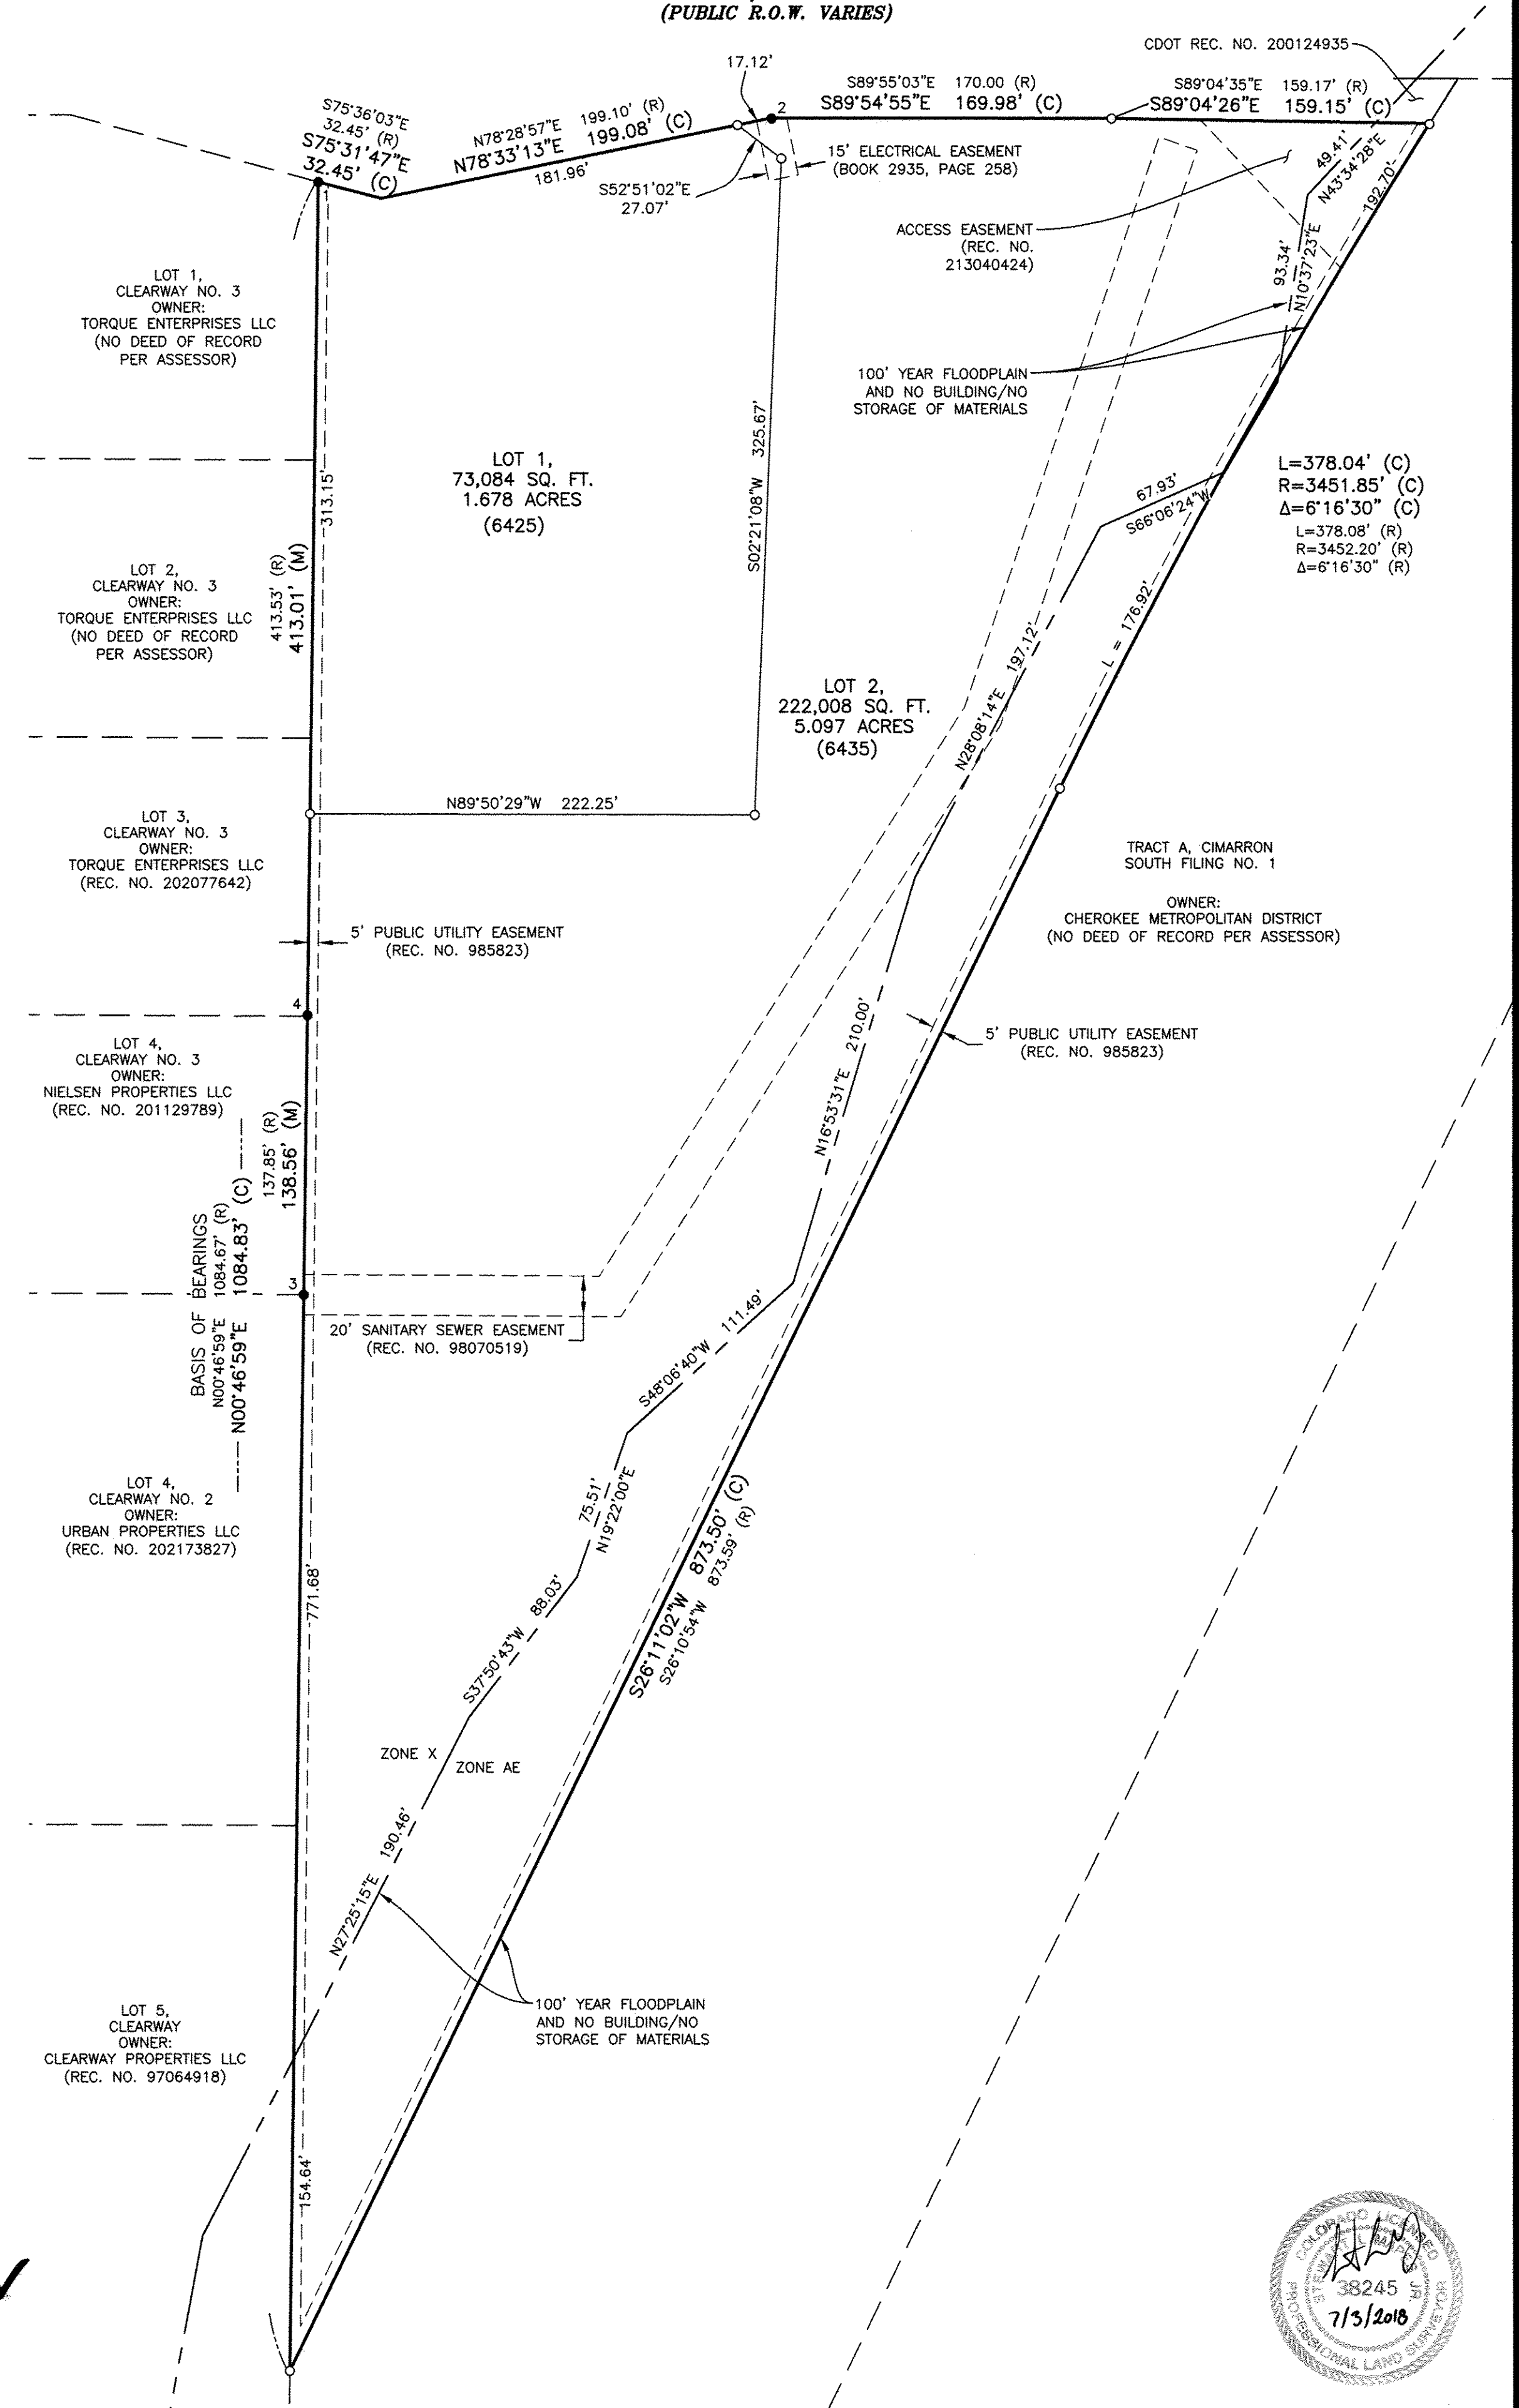 (PUBLIC R.O.W. VARIES)
CDOT REC. NO. 200124935
17.12'
S89°55'03"E 170.00 (R)
S89°54'55"E 169.98' (C)
S89°04'35"E 159.17' (R)
S89°04'26"E 159.15' (C)
S75°36'03"E
32.45' (R)
S75°31'47"E
32.45' (C)
N78°28'57"E 199.10' (R)
N78°33'13"E 199.08' (C)
181.96'
2
1
S52°51'02"E
27.07'
15' ELECTRICAL EASEMENT
(BOOK 2935, PAGE 258)
49.41'
N43°34'28"E
192.70'
ACCESS EASEMENT
(REC. NO.
213040424)
93.34'
N10°37'23"E
LOT 1,
CLEARWAY NO. 3
OWNER:
TORQUE ENTERPRISES LLC
(NO DEED OF RECORD
PER ASSESSOR)
100' YEAR FLOODPLAIN
AND NO BUILDING/NO
STORAGE OF MATERIALS
LOT 1,
73,084 SQ. FT.
1.678 ACRES
(6425)
313.15'
S02°21'08"W 325.67'
67.93'
S66°06'24"W
L=378.04' (C)
R=3451.85' (C)
Δ=6°16'30" (C)
L=378.08' (R)
R=3452.20' (R)
Δ=6°16'30" (R)
LOT 2,
CLEARWAY NO. 3
OWNER:
TORQUE ENTERPRISES LLC
(NO DEED OF RECORD
PER ASSESSOR)
413.53' (R)
413.01' (M)
L = 176.92'
N28°08'14"E 197.12'
LOT 2,
222,008 SQ. FT.
5.097 ACRES
(6435)
N89°50'29"W 222.25'
LOT 3,
CLEARWAY NO. 3
OWNER:
TORQUE ENTERPRISES LLC
(REC. NO. 202077642)
TRACT A, CIMARRON
SOUTH FILING NO. 1
OWNER:
CHEROKEE METROPOLITAN DISTRICT
(NO DEED OF RECORD PER ASSESSOR)
5' PUBLIC UTILITY EASEMENT
(REC. NO. 985823)
4
N16°53'31"E 210.00'
5' PUBLIC UTILITY EASEMENT
(REC. NO. 985823)
LOT 4,
CLEARWAY NO. 3
OWNER:
NIELSEN PROPERTIES LLC
(REC. NO. 201129789)
137.85' (R)
138.56' (M)
BASIS OF BEARINGS
N00°46'59"E 1084.67' (R)
N00°46'59"E 1084.83' (C)
3
20' SANITARY SEWER EASEMENT
(REC. NO. 98070519)
S48°06'40"W 111.49'
LOT 4,
CLEARWAY NO. 2
OWNER:
URBAN PROPERTIES LLC
(REC. NO. 202173827)
75.51'
N19°22'00"E
S26°11'02"W 873.50' (C)
S26°10'54"W 873.59' (R)
771.68'
S37°50'43"W 88.03'
ZONE X
ZONE AE
N27°25'15"E 190.46'
100' YEAR FLOODPLAIN
AND NO BUILDING/NO
STORAGE OF MATERIALS
LOT 5,
CLEARWAY
OWNER:
CLEARWAY PROPERTIES LLC
(REC. NO. 97064918)
154.64'
COLORADO LICENSED
STEWART L. MAPES JR.
38245
7/3/2018
PROFESSIONAL LAND SURVEYOR